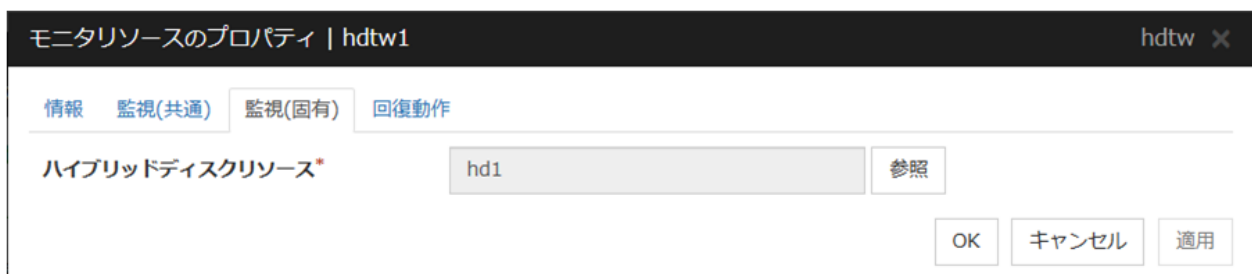 モニタリソースのプロパティ | hdtw1 hdtw ×
情報 監視(共通) 監視(固有) 回復動作
ハイブリッドディスクリソース* hd1 参照
OK キャンセル 適用